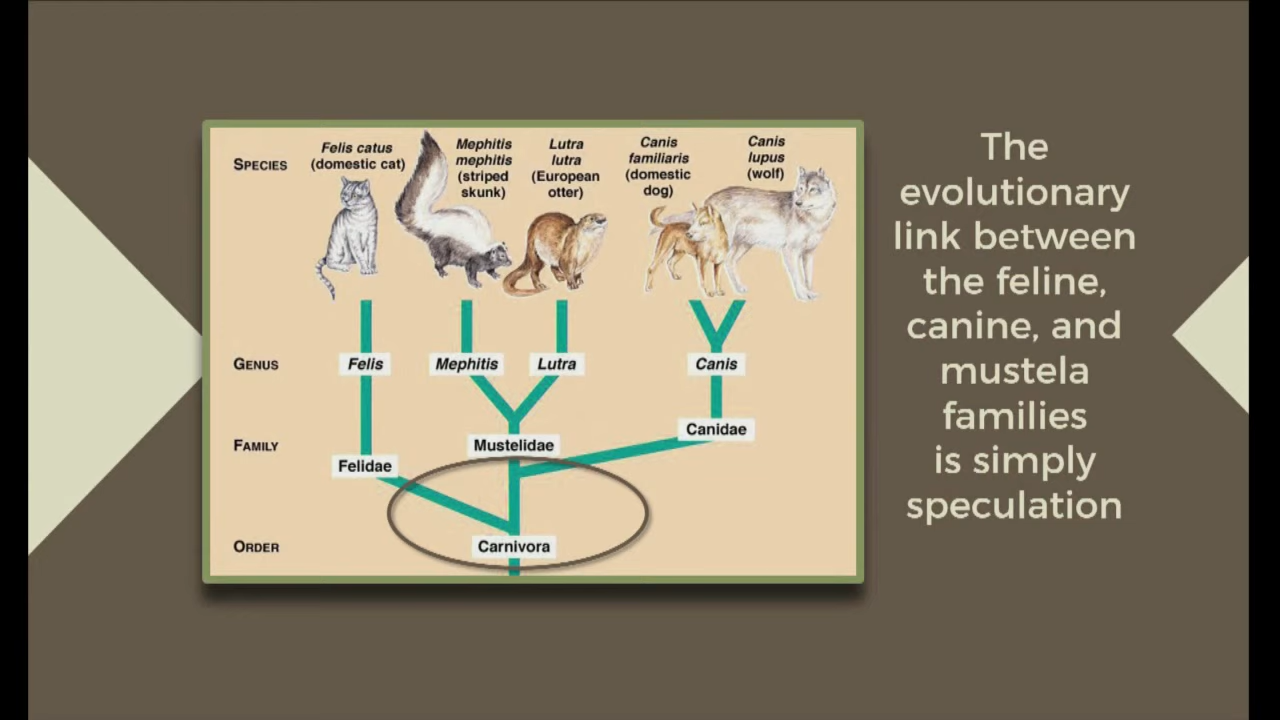 SPECIES
Felis catus
(domestic cat)
Mephitis
mephitis
(striped
skunk)
Lutra
lutra
(European
otter)
Canis
familiaris
(domestic
dog)
Canis
lupus
(wolf)
GENUS
Felis
Mephitis
Lutra
Canis
FAMILY
Felidae
Mustelidae
Canidae
ORDER
Carnivora
The
evolutionary
link between
the feline,
canine, and
mustela
families
is simply
speculation